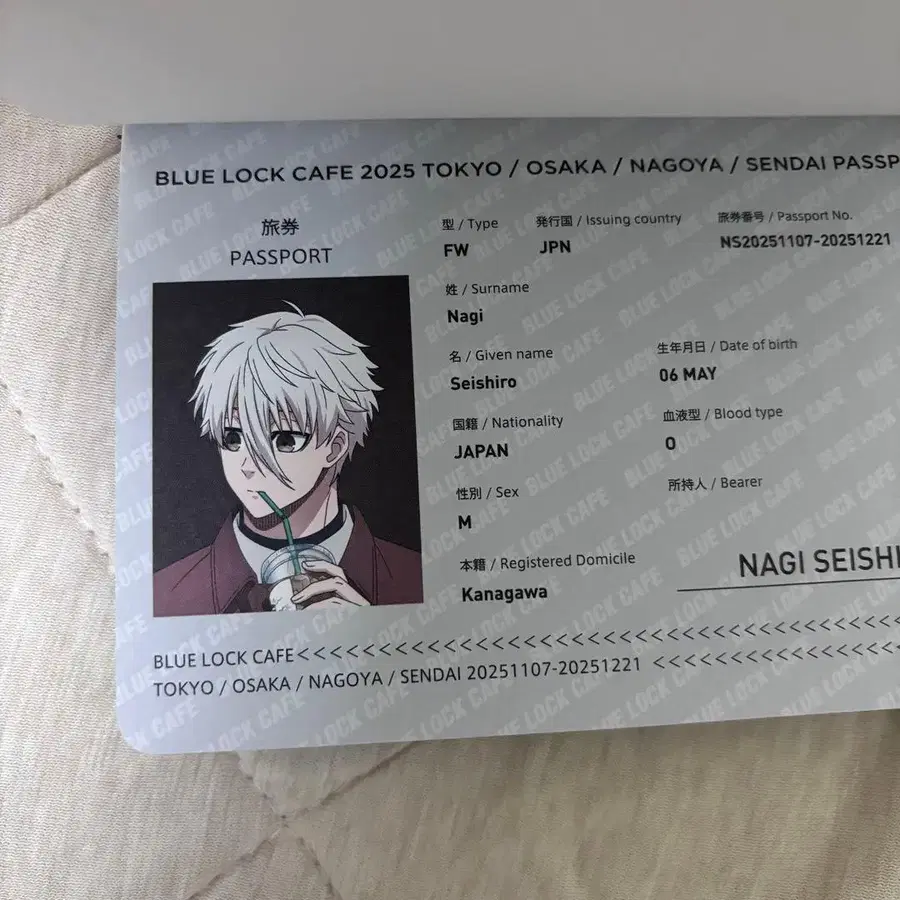 BLUE LOCK CAFE 2025 TOKYO / OSAKA / NAGOYA / SENDAI PASSP
旅券
PASSPORT
型 / Type
発行国 / Issuing country
旅券番号 / Passport No.
FW
JPN
NS20251107-20251221
姓 / Surname
Nagi
名 / Given name
生年月日 / Date of birth
Seishiro
06 MAY
国籍 / Nationality
血液型 / Blood type
JAPAN
O
性別 / Sex
所持人 / Bearer
M
本籍 / Registered Domicile
NAGI SEISHI
Kanagawa
BLUE LOCK CAFE<<<<<<<<<<<<<<<<<<<<<<<<<<<<<<<<<<<
TOKYO / OSAKA / NAGOYA / SENDAI 20251107-20251221 <<<<<<<<<<<<<<<